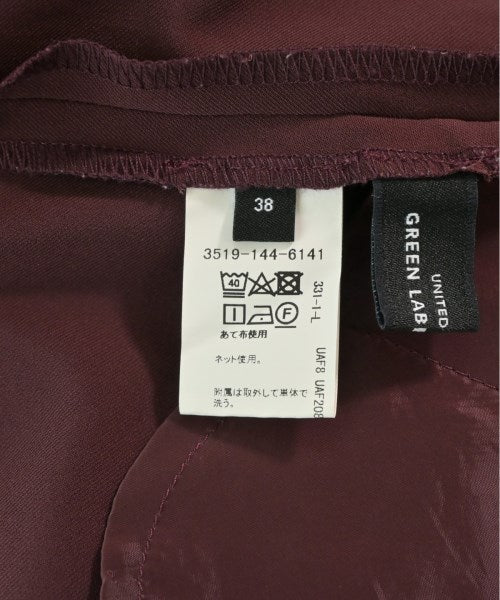 38
3519-144-6141
40
F
あて布使用
ネット使用。
附属は取外して単体で
洗う。
331-1-L
UAF8 UAF208
UNITED
GREEN LAB